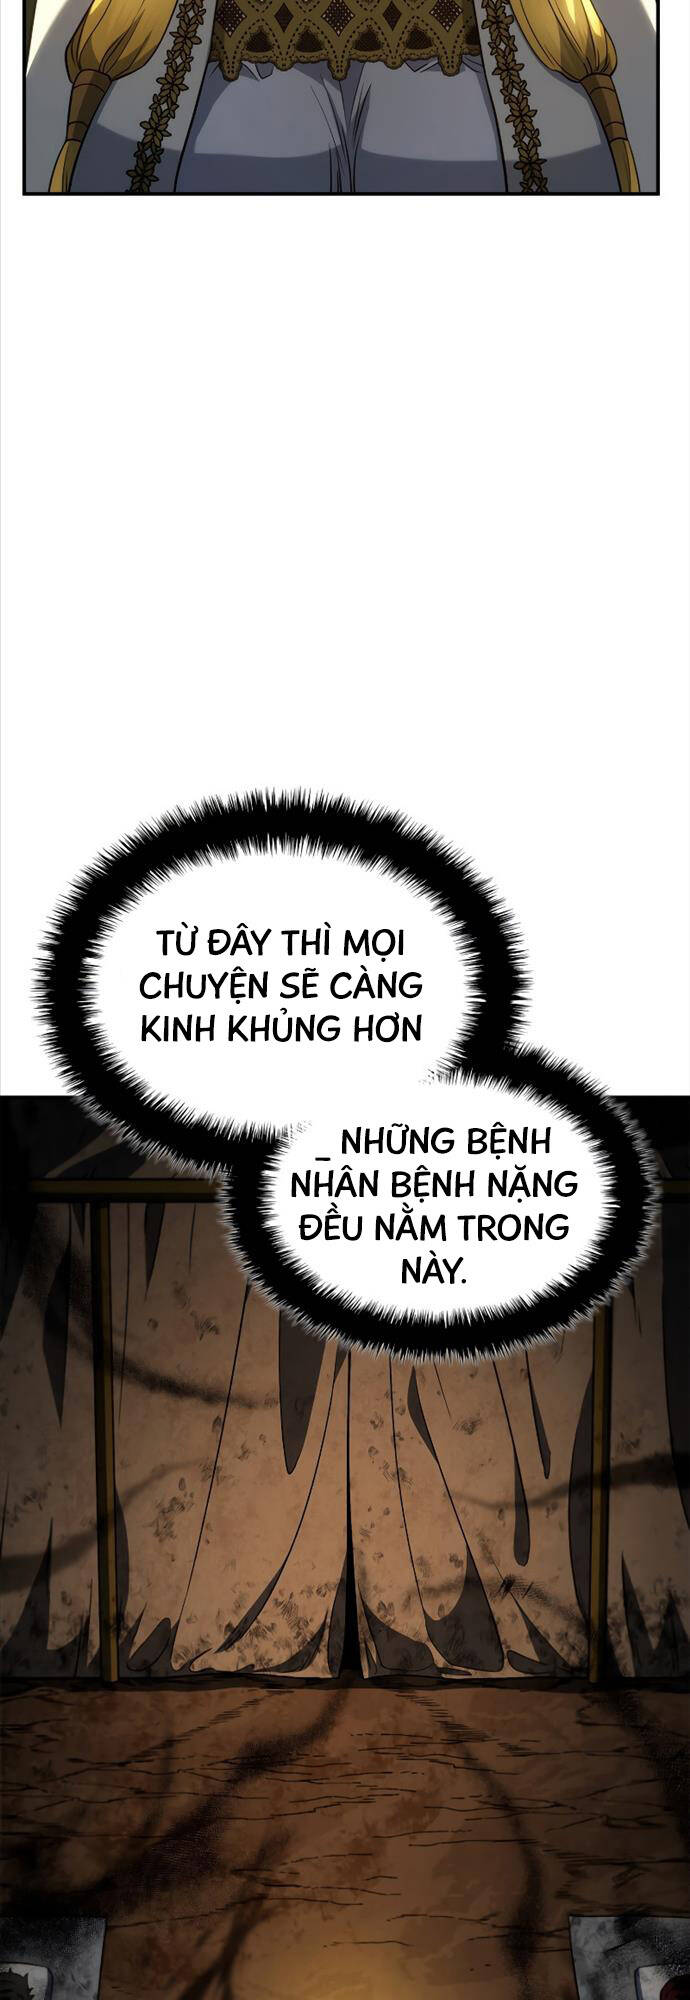 TỪ ĐÂY THÌ MỌI
CHUYỆN SẼ CÀNG
KINH KHỦNG HƠN
_ NHỮNG BỆNH
NHÂN BỆNH NẶNG
ĐỀU NẰM TRONG
NÀY.